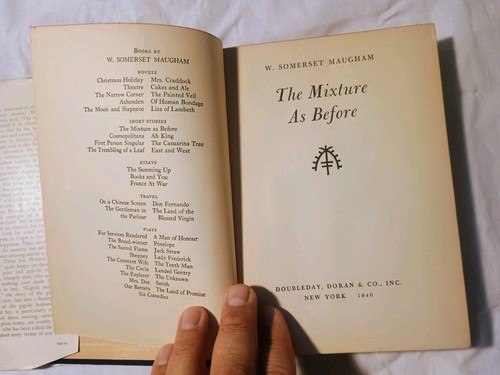 BOOKS BY
W. SOMERSET MAUGHAM
NOVELS
Christmas Holiday Mrs. Craddock
Theatre Cakes and Ale
The Narrow Corner The Painted Veil
Ashenden Of Human Bondage
The Moon and Sixpence Liza of Lambeth
SHORT STORIES
The Mixture as Before
Cosmopolitans Ah King
First Person Singular The Casuarina Tree
The Trembling of a Leaf East and West
ESSAYS
The Summing Up
Books and You
France At War
TRAVEL
On a Chinese Screen Don Fernando
The Gentleman in The Land of the
the Parlour Blessed Virgin
PLAYS
For Services Rendered A Man of Honour
The Bread-winner Penelope
The Sacred Flame Jack Straw
Sheppey Lady Frederick
The Constant Wife The Tenth Man
The Circle Landed Gentry
The Explorer The Unknown
Mrs. Dot Smith
Our Betters The Land of Promise
Six Comedies
W. SOMERSET MAUGHAM
The Mixture
As Before
DOUBLEDAY, DORAN & CO., INC.
NEW YORK 1940